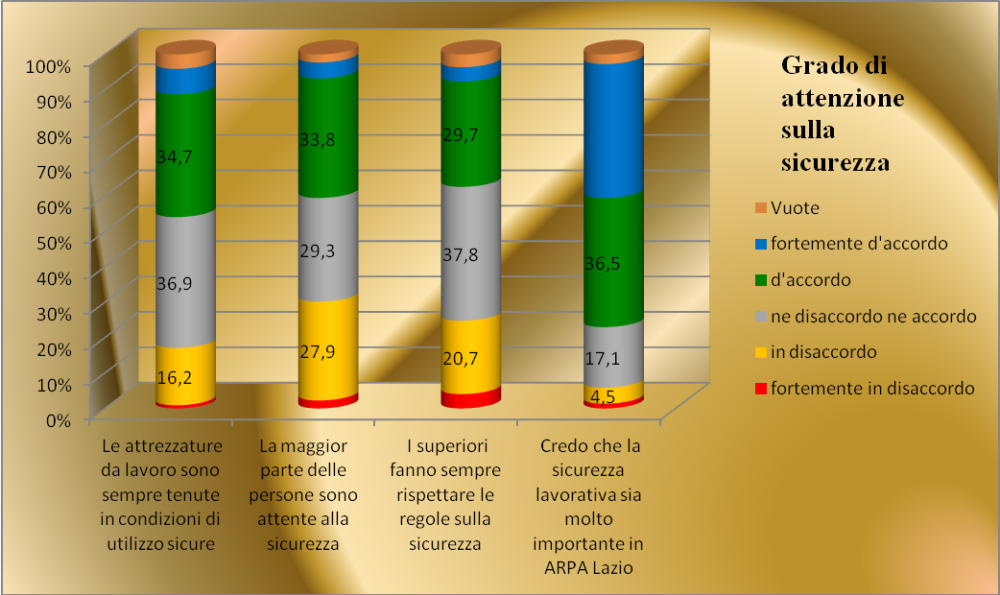 Grado di
attenzione
sulla
sicurezza
100%
90%
80%
70%
60%
50%
40%
30%
20%
10%
0%
34,7
36,9
16,2
33,8
29,3
27,9
29,7
37,8
20,7
36,5
17,1
4,5
Vuote
fortemente d'accordo
d'accordo
ne disaccordo ne accordo
in disaccordo
fortemente in disaccordo
Le attrezzature
da lavoro sono
sempre tenute
in condizioni di
utilizzo sicure
La maggior
parte delle
persone sono
attente alla
sicurezza
I superiori
fanno sempre
rispettare le
regole sulla
sicurezza
Credo che la
sicurezza
lavorativa sia
molto
importante in
ARPA Lazio